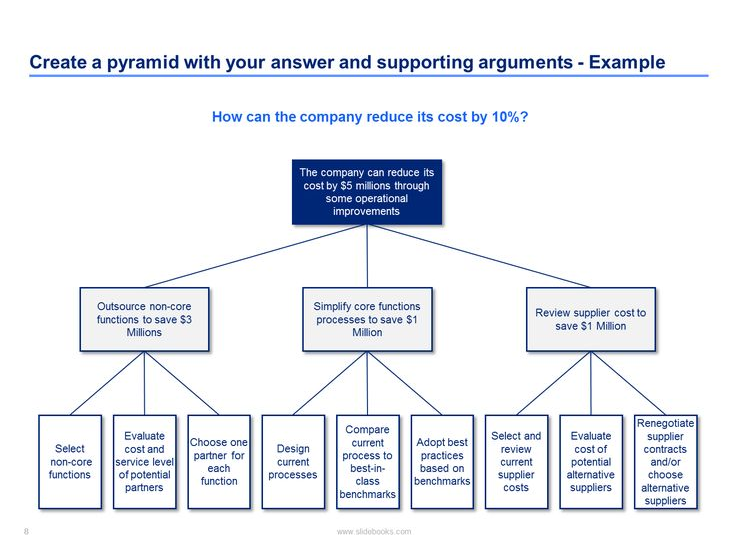 Create a pyramid with your answer and supporting arguments - Example
How can the company reduce its cost by 10%?
The company can reduce its
cost by $5 millions through
some operational
improvements
Outsource non-core
functions to save $3
Millions
Simplify core functions
processes to save $1
Million
Review supplier cost to
save $1 Million
Select
non-core
functions
Evaluate
cost and
service level
of potential
partners
Choose one
partner for
each
function
Design
current
processes
Compare
current
process to
best-in-
class
benchmarks
Adopt best
practices
based on
benchmarks
Select and
review
current
supplier
costs
Evaluate
cost of
potential
alternative
suppliers
Renegotiate
supplier
contracts
and/or
choose
alternative
suppliers
8
www.slidebooks.com